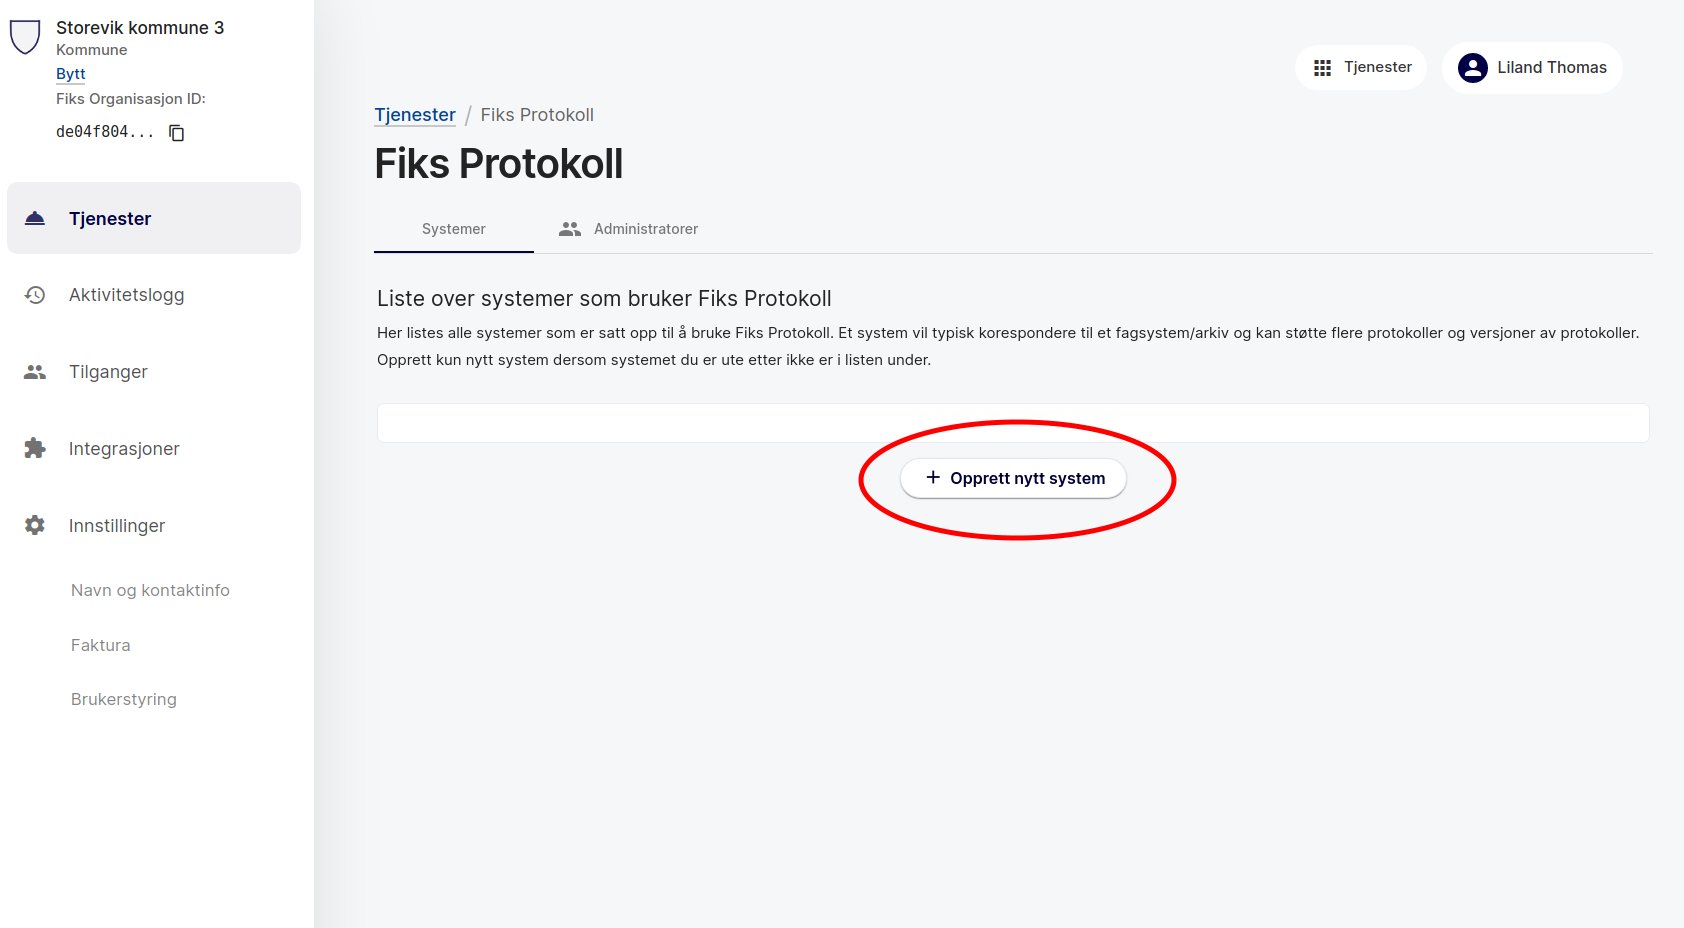 Storevik kommune 3
Kommune
Bytt
Fiks Organisasjon ID:
de04f804...
Tjenester
Aktivitetslogg
Tilganger
Integrasjoner
Innstillinger
Navn og kontaktinfo
Faktura
Brukerstyring
Tjenester
Liland Thomas
Tjenester / Fiks Protokoll
Fiks Protokoll
Systemer
Administratorer
Liste over systemer som bruker Fiks Protokoll
Her listes alle systemer som er satt opp til å bruke Fiks Protokoll. Et system vil typisk korespondere til et fagsystem/arkiv og kan støtte flere protokoller og versjoner av protokoller.
Opprett kun nytt system dersom systemet du er ute etter ikke er i listen under.
+ Opprett nytt system